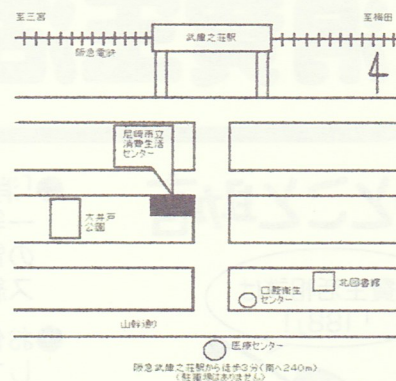 至三宮
至梅田
武庫之荘駅
阪急電鉄
尼崎市立
消費生活
センター
大井戸
公園
北図書館
口腔衛生
センター
山幹通り
医療センター
阪急武庫之荘駅から徒歩3分(南へ240m)
(駐車場はありません)